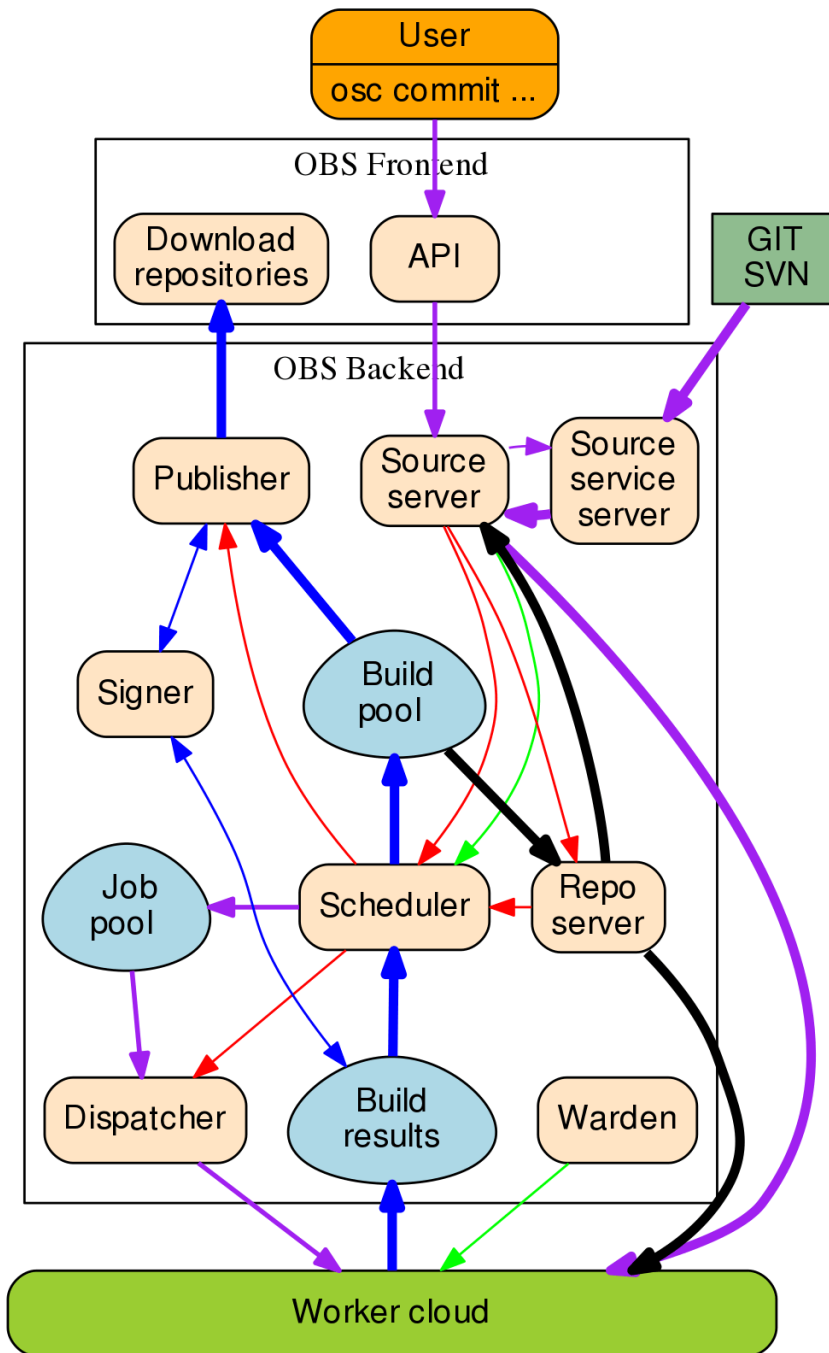 User
osc commit ...
OBS Frontend
Download
repositories
API
GIT
SVN
OBS Backend
Publisher
Source
server
Source
service
server
Signer
Build
pool
Job
pool
Scheduler
Repo
server
Dispatcher
Build
results
Warden
Worker cloud